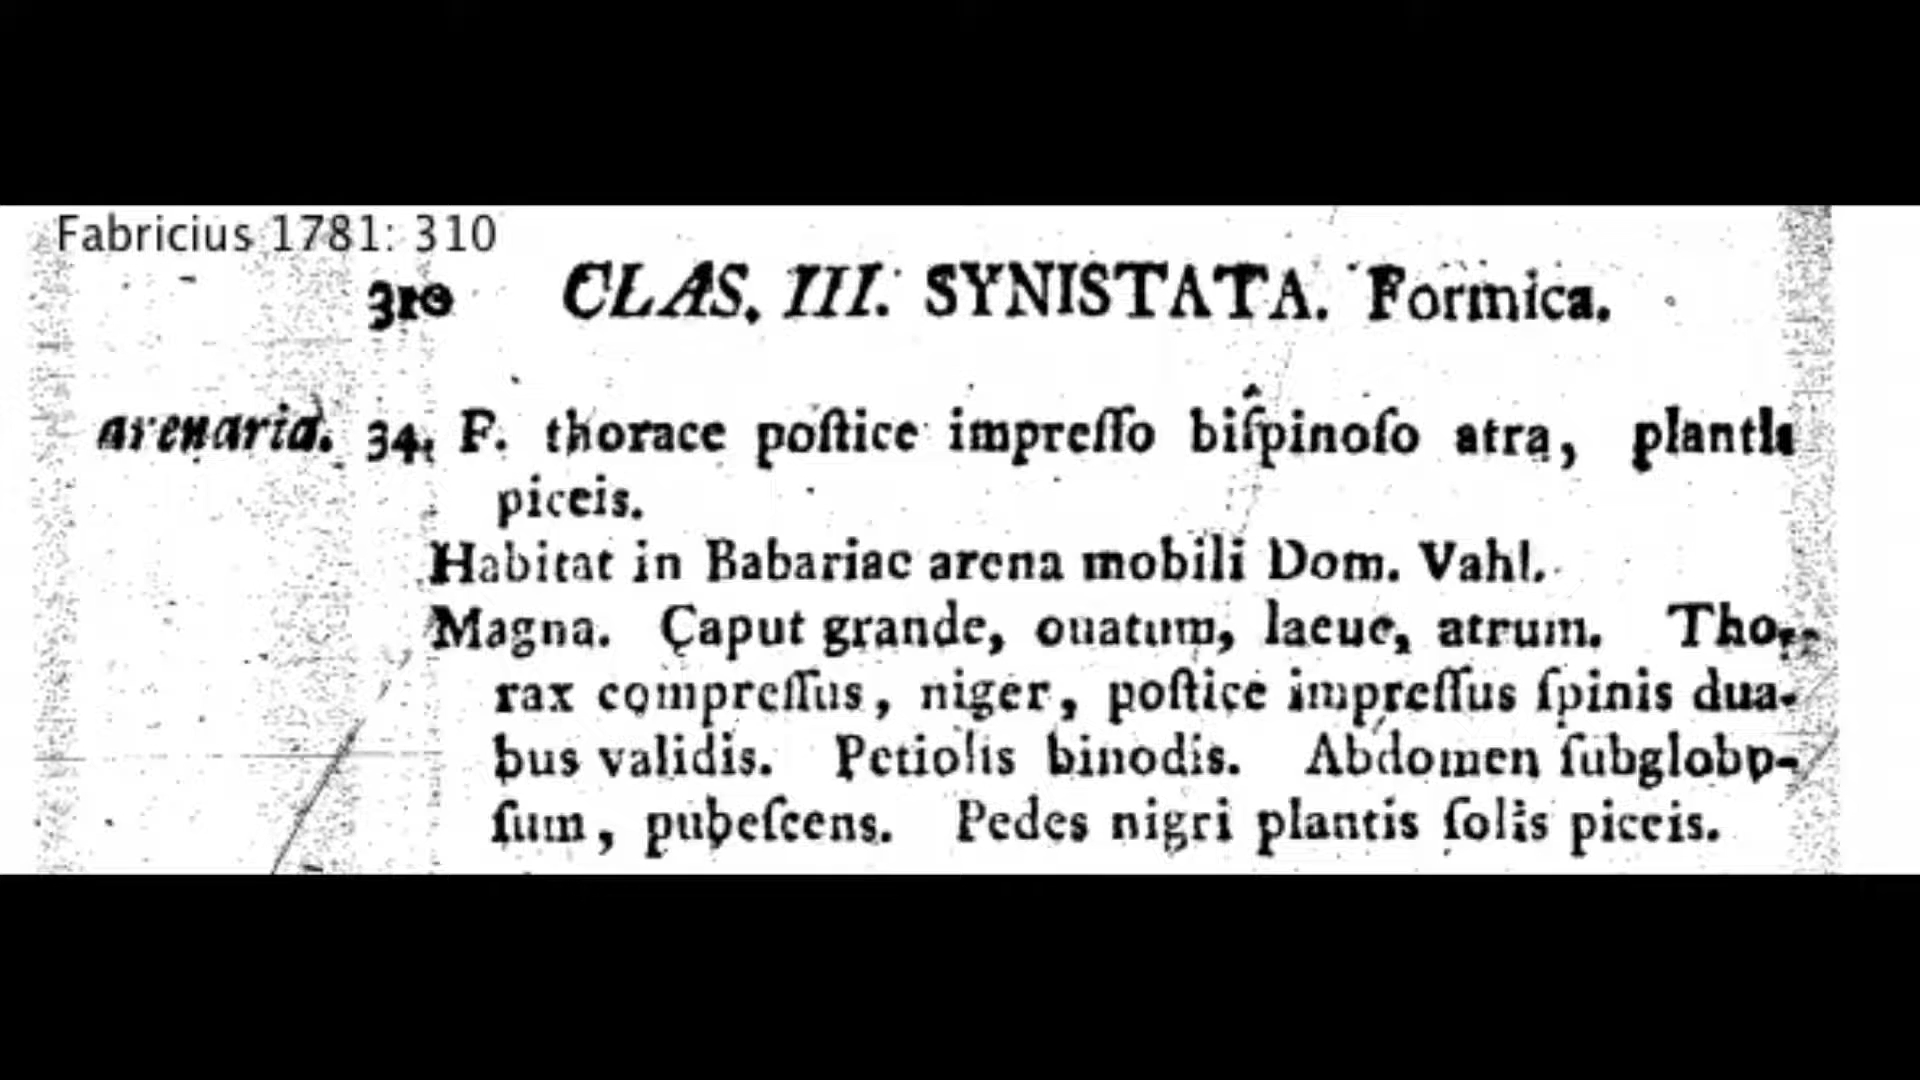 Fabricius 1781: 310
310 CLAS. III. SYNISTATA. Formica.
arenaria. 34. F. thorace poſtice impreſſo biſpinoſo atra, plantis
piceis.
Habitat in Babariae arena mobili Dom. Vahl.
Magna. Caput grande, ouatum, laeue, atrum. Tho-
rax compreſſus, niger, poſtice impreſſus ſpinis dua-
bus validis. Petiolis binodis. Abdomen ſubglobo-
ſum, pubeſcens. Pedes nigri plantis ſolis piceis.